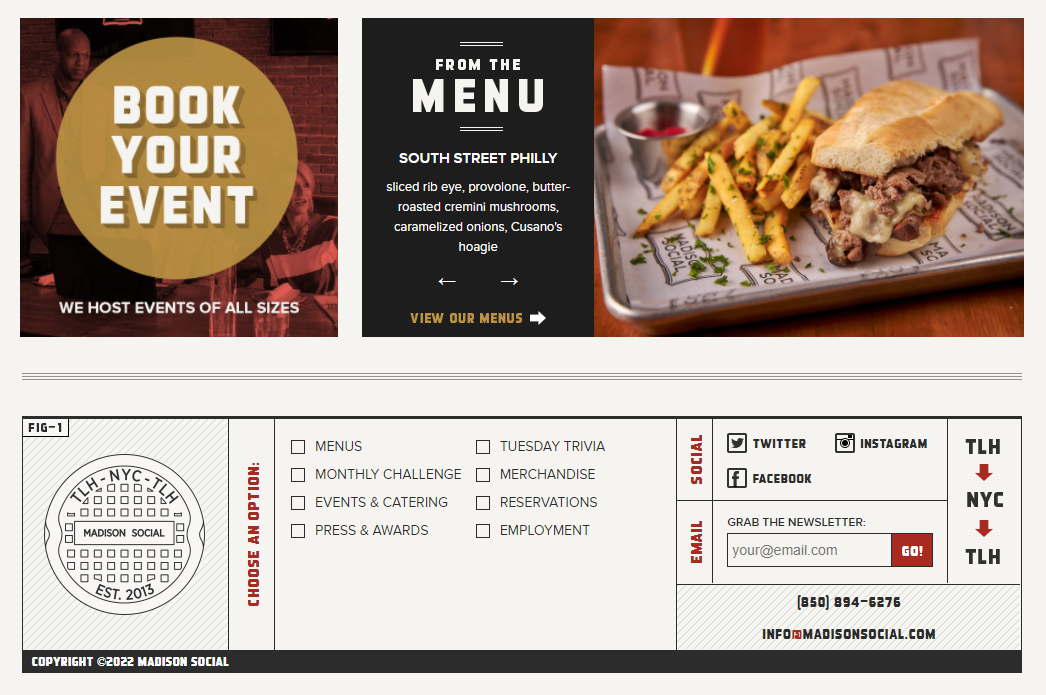 BOOK
YOUR
EVENT
WE HOST EVENTS OF ALL SIZES
FROM THE
MENU
SOUTH STREET PHILLY
sliced rib eye, provolone, butter-
roasted cremini mushrooms,
caramelized onions, Cusano's
hoagie
← →
VIEW OUR MENUS
MADISON
SOCIAL
FIG-1
TLH-NYC-TLH
MADISON SOCIAL
EST. 2013
CHOOSE AN OPTION:
MENUS
MONTHLY CHALLENGE
EVENTS & CATERING
PRESS & AWARDS
TUESDAY TRIVIA
MERCHANDISE
RESERVATIONS
EMPLOYMENT
SOCIAL
TWITTER
INSTAGRAM
FACEBOOK
EMAIL
GRAB THE NEWSLETTER:
your@email.com
GO!
TLH
NYC
TLH
(850) 894-6276
INFO@MADISONSOCIAL.COM
COPYRIGHT ©2022 MADISON SOCIAL